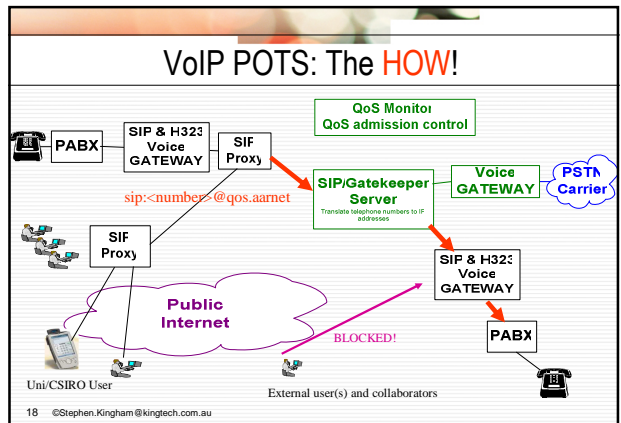 VoIP POTS: The HOW!
QoS Monitor
QoS admission control
PABX
SIP & H323
Voice
GATEWAY
SIP
Proxy
sip:<number>@qos.aarnet
SIP/Gatekeeper
Server
Translate telephone numbers to IP
addresses
Voice
GATEWAY
PSTN
Carrier
SIP
Proxy
SIP & H323
Voice
GATEWAY
Public
Internet
BLOCKED!
PABX
Uni/CSIRO User
External user(s) and collaborators
18 ©Stephen.Kingham@kingtech.com.au